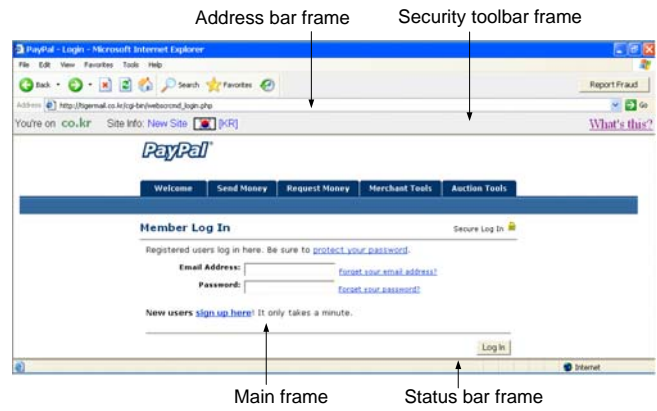 Address bar frame Security toolbar frame
PayPal - Login - Microsoft Internet Explorer
File Edit View Favorites Tools Help
Back Search Favorites Report Fraud
Address http://tigermail.co.kr/cgi-bin/webscrcmd_login.php Go
You're on co.kr Site Info: New Site [KR] What's this?
PayPal
Welcome Send Money Request Money Merchant Tools Auction Tools
Member Log In Secure Log In
Registered users log in here. Be sure to protect your password.
Email Address: Forget your email address?
Password: Forget your password?
New users sign up here! It only takes a minute.
Log In
Internet
Main frame Status bar frame